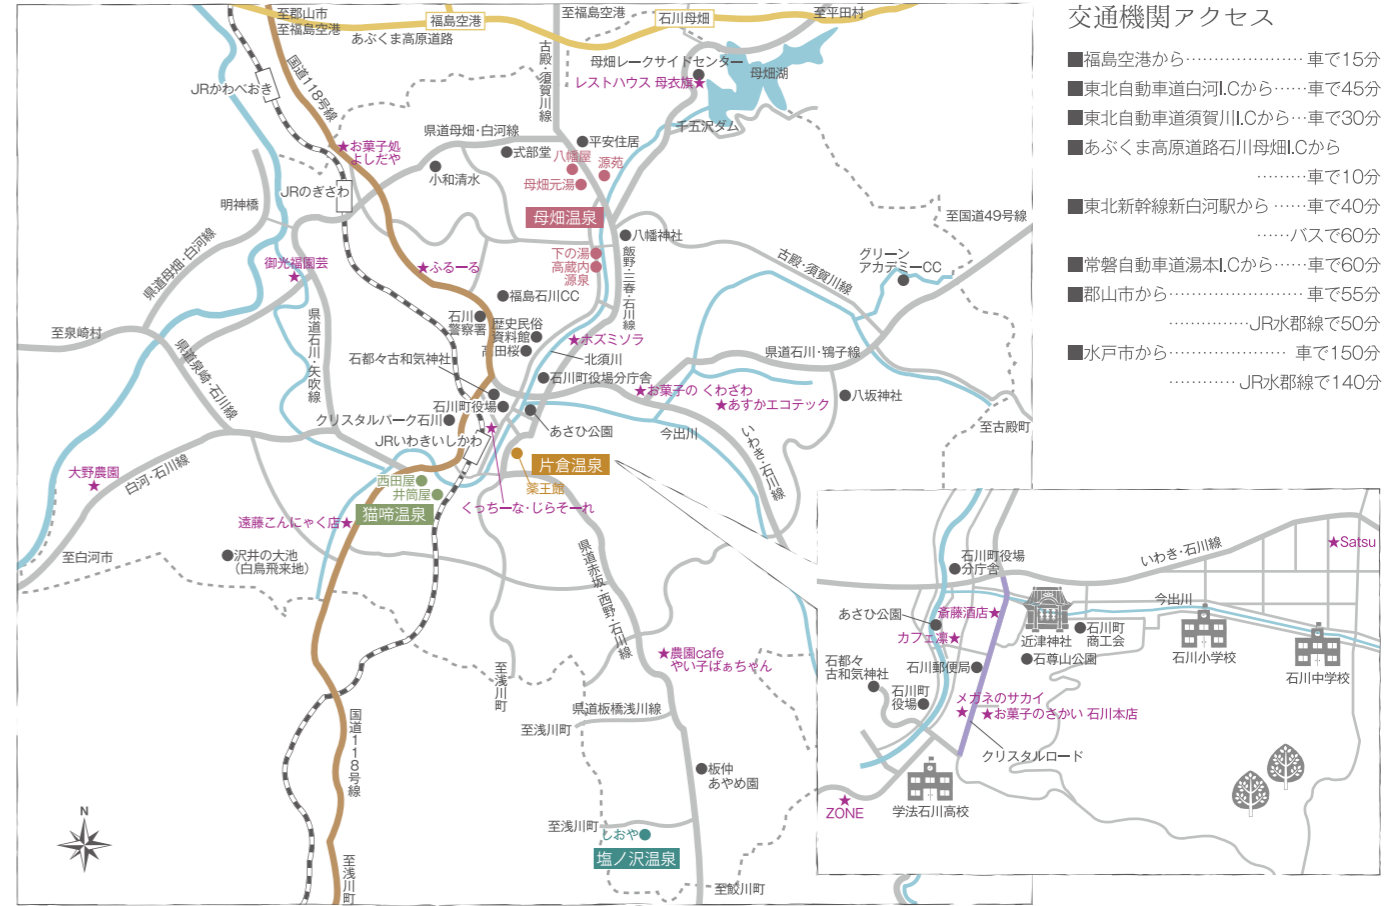 交通機関アクセス
■福島空港から…………………車で15分
■東北自動車道白河I.Cから……車で45分
■東北自動車道須賀川I.Cから…車で30分
■あぶくま高原道路石川母畑I.Cから
………車で10分
■東北新幹線新白河駅から……車で40分
……バスで60分
■常磐自動車道湯本I.Cから……車で60分
■郡山市から……………………車で55分
……………JR水郡線で50分
■水戸市から…………………車で150分
…………JR水郡線で140分
至郡山市
至福島空港
福島空港
あぶくま高原道路
至福島空港
石川母畑
至平田村
国道118号線
古殿・須賀川線
母畑レークサイドセンター
レストハウス 母衣旗★
母畑湖
JRかわべおき
千五沢ダム
県道母畑・白河線
平安住居
式部堂
八幡屋
源苑
母畑元湯
★お菓子処
よしだや
小和清水
JRのぎさわ
明神橋
母畑温泉
至国道49号線
八幡神社
県道母畑・白河線
御光福園芸
★ふるーる
下の湯
高蔵内
源泉
飯野・三春・石川線
古殿・須賀川線
グリーン
アカデミーCC
福島石川CC
石川
警察署
歴史民俗
資料館
高田桜
★ホズミソラ
北須川
至泉崎村
県道泉崎・石川線
県道石川・矢吹線
石都々古和気神社
県道石川・鴇子線
石川町役場分庁舎
★お菓子の くわざわ
★あすかエコテック
八坂神社
石川町役場
クリスタルパーク石川
あさひ公園
今出川
至古殿町
JRいわきいしかわ
いわき・石川線
片倉温泉
薬王館
大野農園
白河・石川線
西田屋
井筒屋
猫啼温泉
くっちーな・じらそーれ
遠藤こんにゃく店★
至白河市
沢井の大池
（白鳥飛来地）
県道赤坂・西野・石川線
★農園cafe
やい子ばぁちゃん
至浅川町
県道板橋浅川線
至浅川町
国道118号線
板仲
あやめ園
至浅川町
しおや
塩ノ沢温泉
至浅川町
至鮫川町
N
石川町役場
分庁舎
いわき・石川線
★Satsu
あさひ公園
斎藤酒店★
カフェ凛★
今出川
近津神社
石川町
商工会
石川小学校
石都々
古和気神社
石川郵便局
石尊山公園
石川中学校
石川町
役場
メガネのサカイ
★お菓子のさかい 石川本店
クリスタルロード
ZONE
学法石川高校